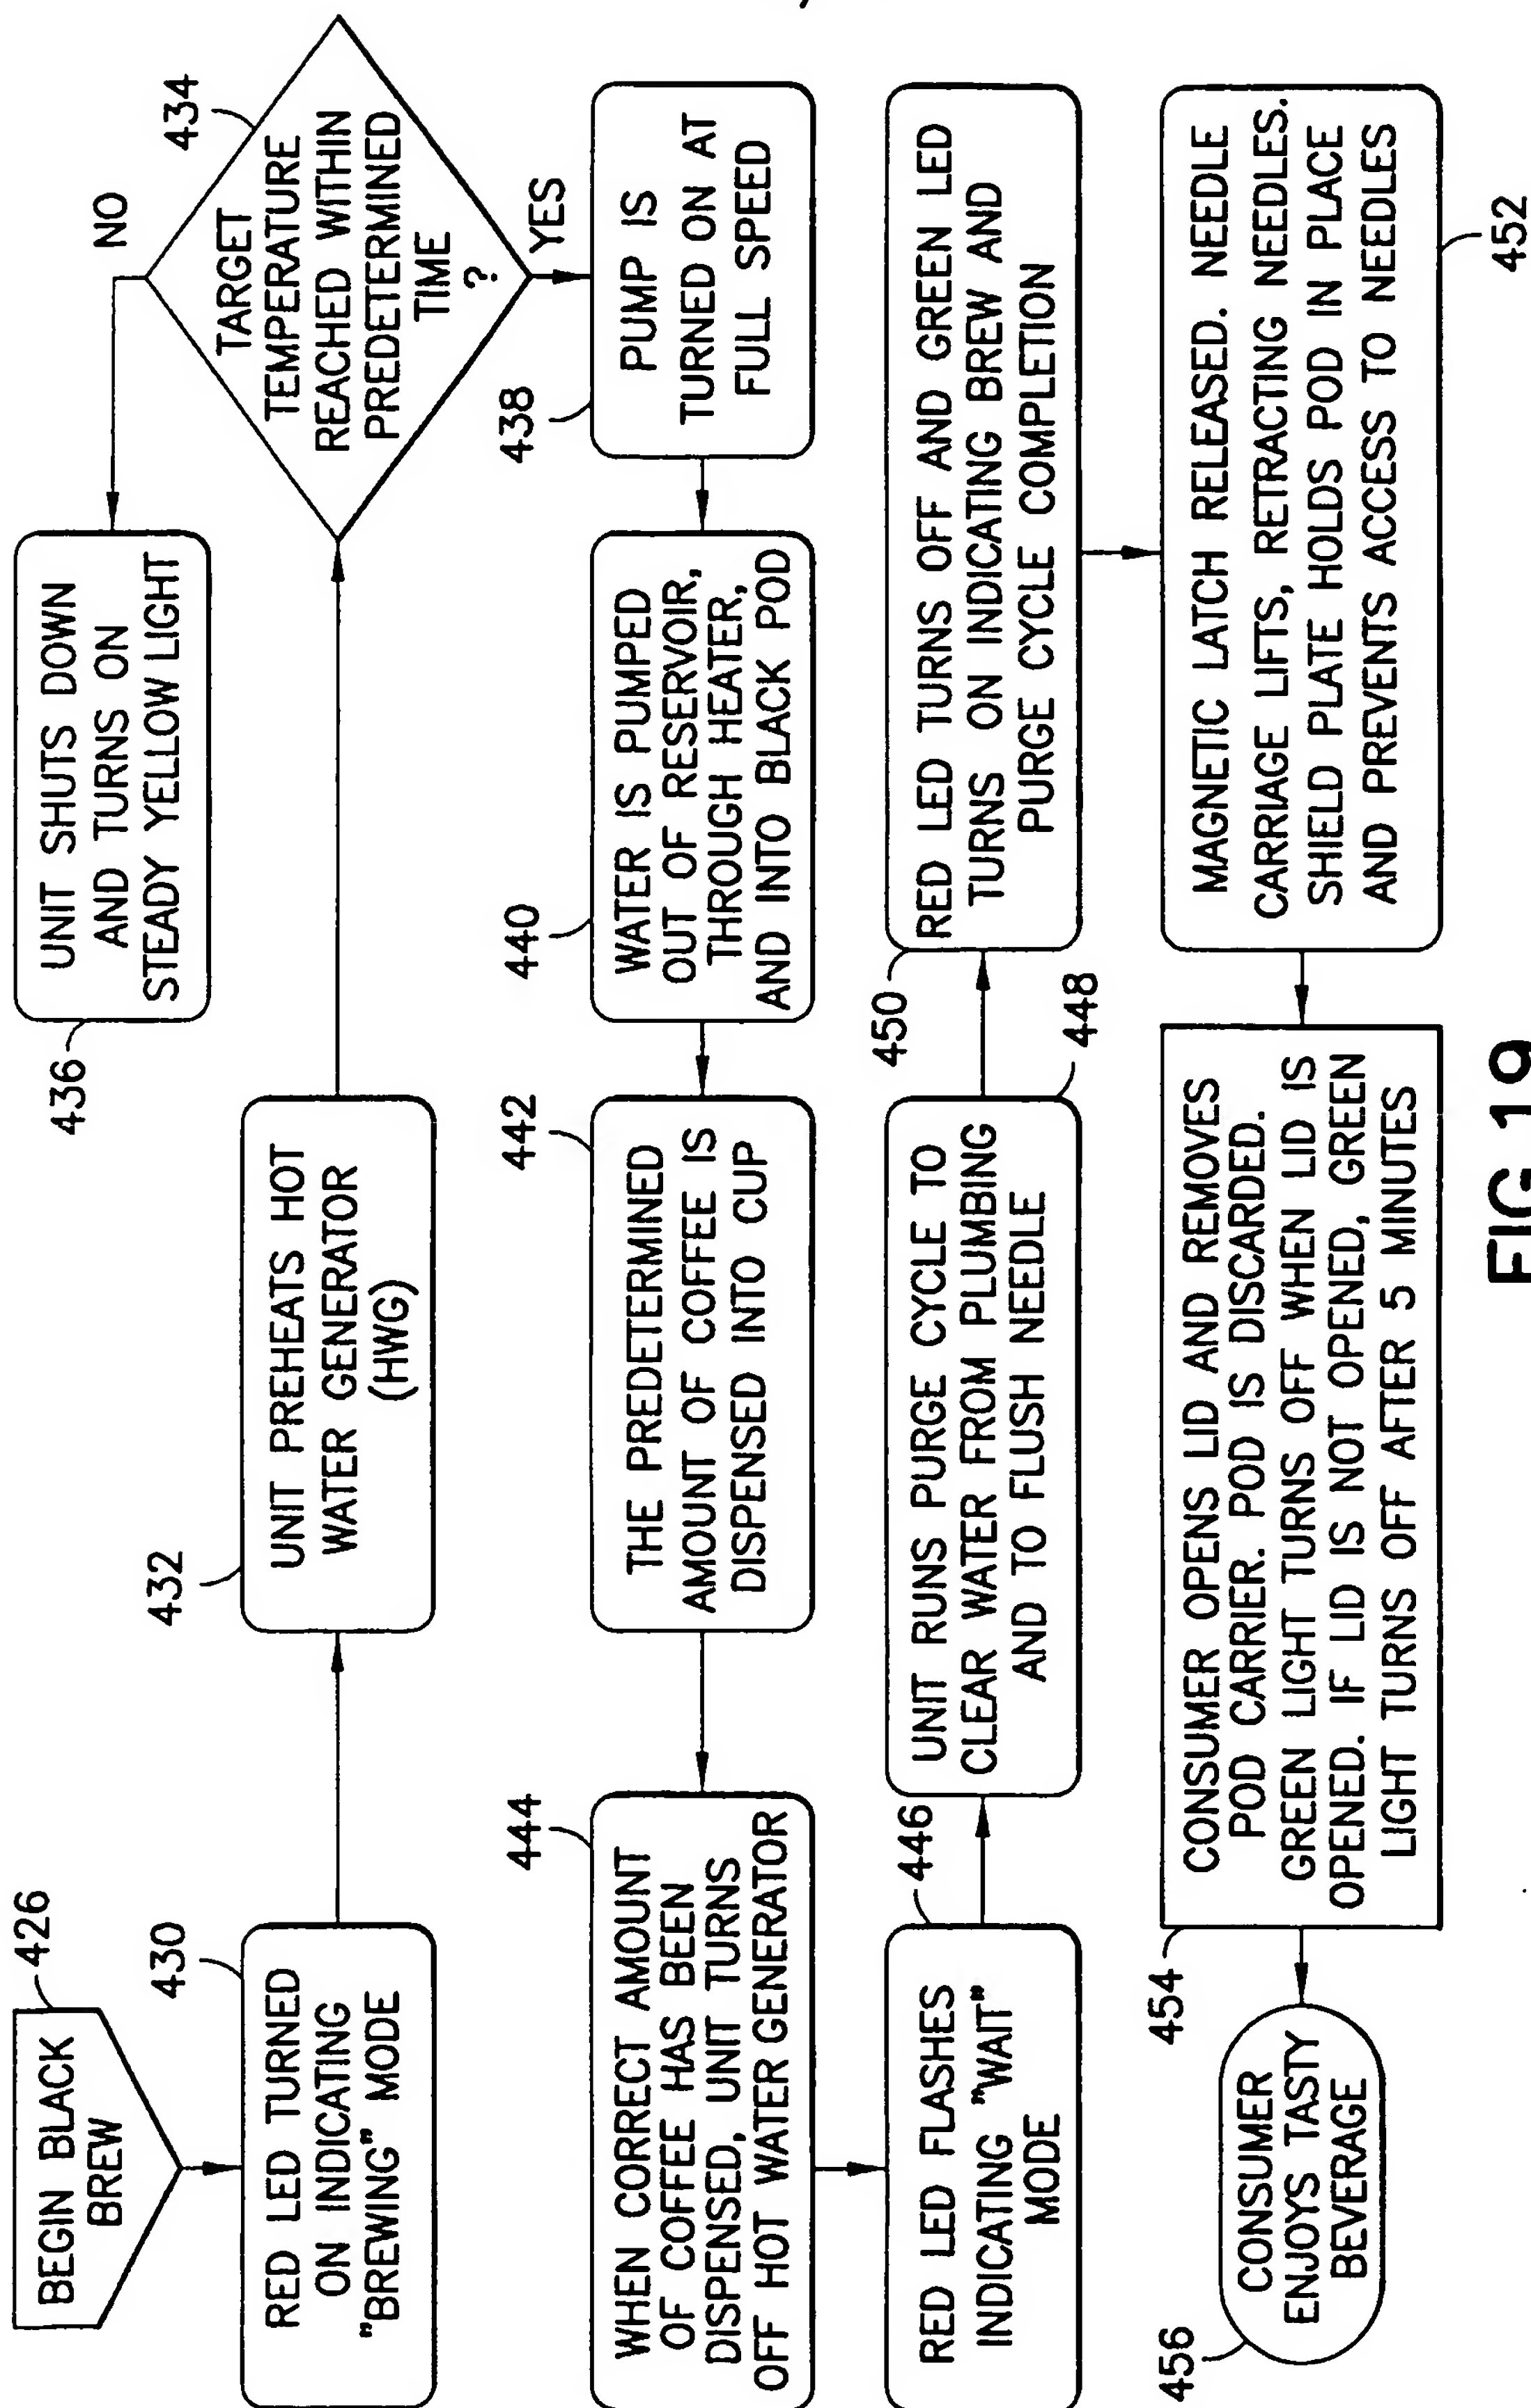 BEGIN BLACK
BREW
426
430
RED LED TURNED
ON INDICATING
"BREWING" MODE
432
UNIT PREHEATS HOT
WATER GENERATOR
(HWG)
434
TARGET
TEMPERATURE
REACHED WITHIN
PREDETERMINED
TIME
?
NO
YES
436
UNIT SHUTS DOWN
AND TURNS ON
STEADY YELLOW LIGHT
438
PUMP IS
TURNED ON AT
FULL SPEED
440
WATER IS PUMPED
OUT OF RESERVOIR,
THROUGH HEATER,
AND INTO BLACK POD
442
THE PREDETERMINED
AMOUNT OF COFFEE IS
DISPENSED INTO CUP
444
WHEN CORRECT AMOUNT
OF COFFEE HAS BEEN
DISPENSED, UNIT TURNS
OFF HOT WATER GENERATOR
446
RED LED FLASHES
INDICATING "WAIT"
MODE
448
UNIT RUNS PURGE CYCLE TO
CLEAR WATER FROM PLUMBING
AND TO FLUSH NEEDLE
450
RED LED TURNS OFF AND GREEN LED
TURNS ON INDICATING BREW AND
PURGE CYCLE COMPLETION
452
MAGNETIC LATCH RELEASED. NEEDLE
CARRIAGE LIFTS, RETRACTING NEEDLES.
SHIELD PLATE HOLDS POD IN PLACE
AND PREVENTS ACCESS TO NEEDLES
454
CONSUMER OPENS LID AND REMOVES
POD CARRIER. POD IS DISCARDED.
GREEN LIGHT TURNS OFF WHEN LID IS
OPENED. IF LID IS NOT OPENED, GREEN
LIGHT TURNS OFF AFTER 5 MINUTES
456
CONSUMER
ENJOYS TASTY
BEVERAGE
FIG.19